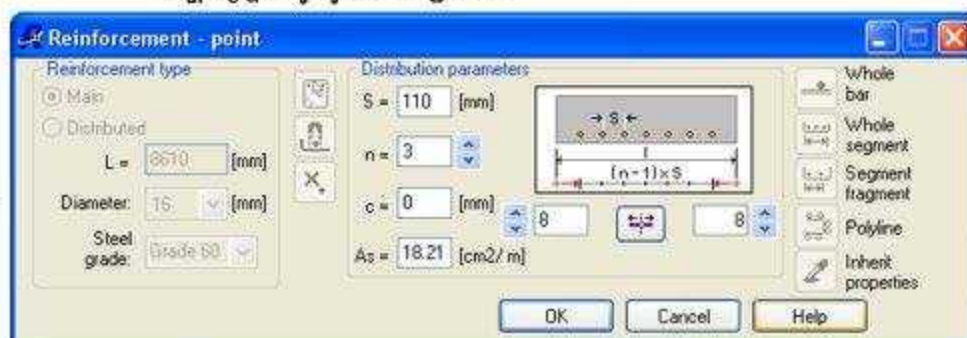 Reinforcement - point
Reinforcement type
Main
Distributed
L = 8610 [mm]
Diameter: 16 [mm]
Steel
grade: Grade 60
Distribution parameters
S = 110 [mm]
n = 3
c = 0 [mm]
As = 18.21 [cm2/ m]
S
l
(n-1)xS
8
8
Whole
bar
Whole
segment
Segment
fragment
Polyline
Inherit
properties
OK
Cancel
Help